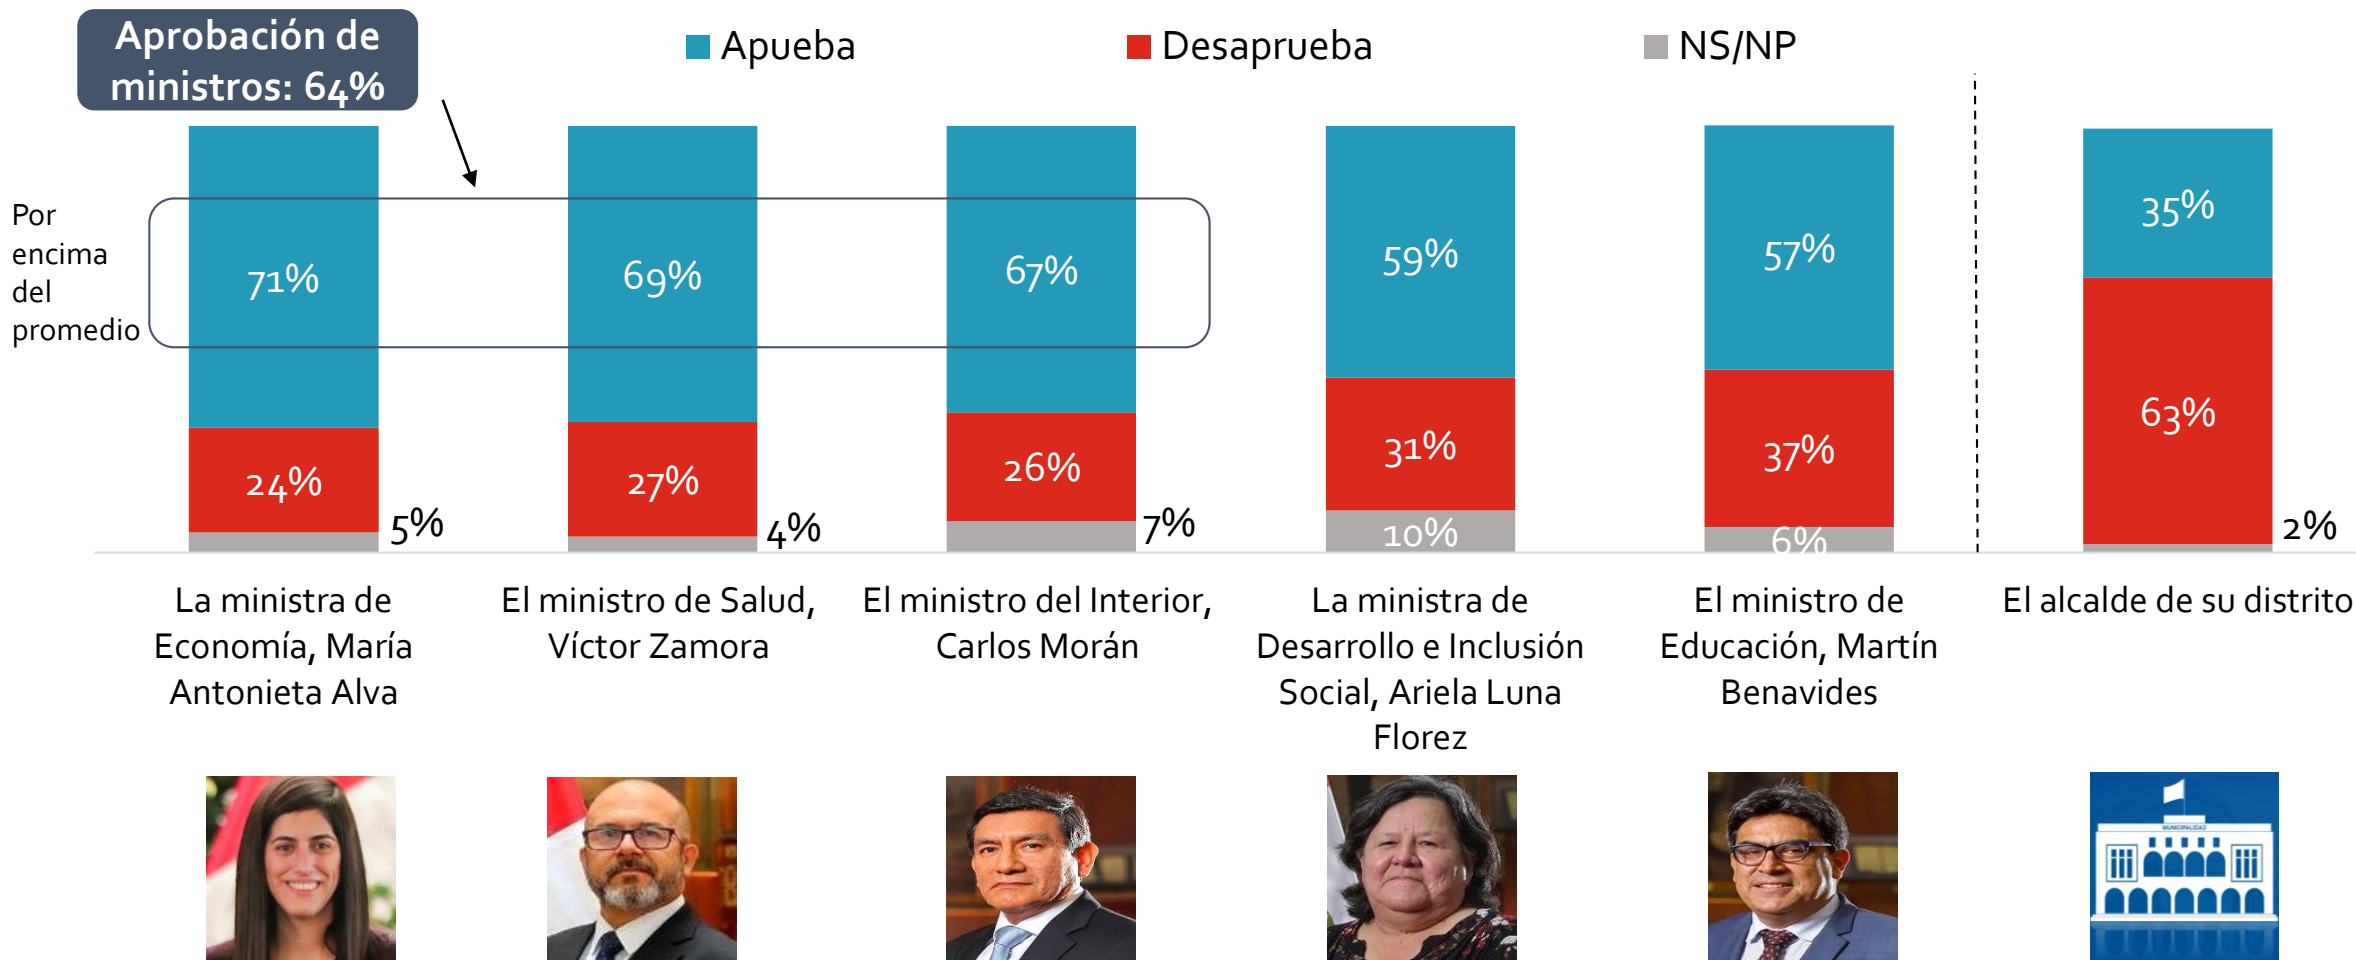 Aprobación de
ministros: 64%
Apueba
Desaprueba
NS/NP
Por
encima
del
promedio
71%
69%
67%
59%
57%
35%
24%
27%
26%
31%
37%
63%
5%
4%
7%
10%
6%
2%
La ministra de
Economía, María
Antonieta Alva
El ministro de Salud,
Víctor Zamora
El ministro del Interior,
Carlos Morán
La ministra de
Desarrollo e Inclusión
Social, Ariela Luna
Florez
El ministro de
Educación, Martín
Benavides
El alcalde de su distrito
MUNICIPALIDAD